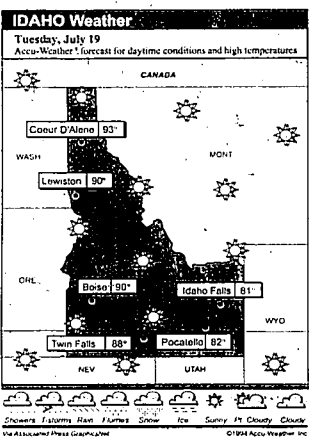 IDAHO Weather
Tuesday, July 19
Accu-Weather® forecast for daytime conditions and high temperatures
CANADA
Coeur D'Alene 93°
WASH
MONT
Lewiston 90°
ORE
Boise 90°
Idaho Falls 81°
WYO
Twin Falls 88°
Pocatello 82°
NEV
UTAH
Showers T-storms Rain Flurries Snow Ice Sunny Pt. Cloudy Cloudy
Via Associated Press GraphicsNet
©1994 Accu-Weather, Inc.